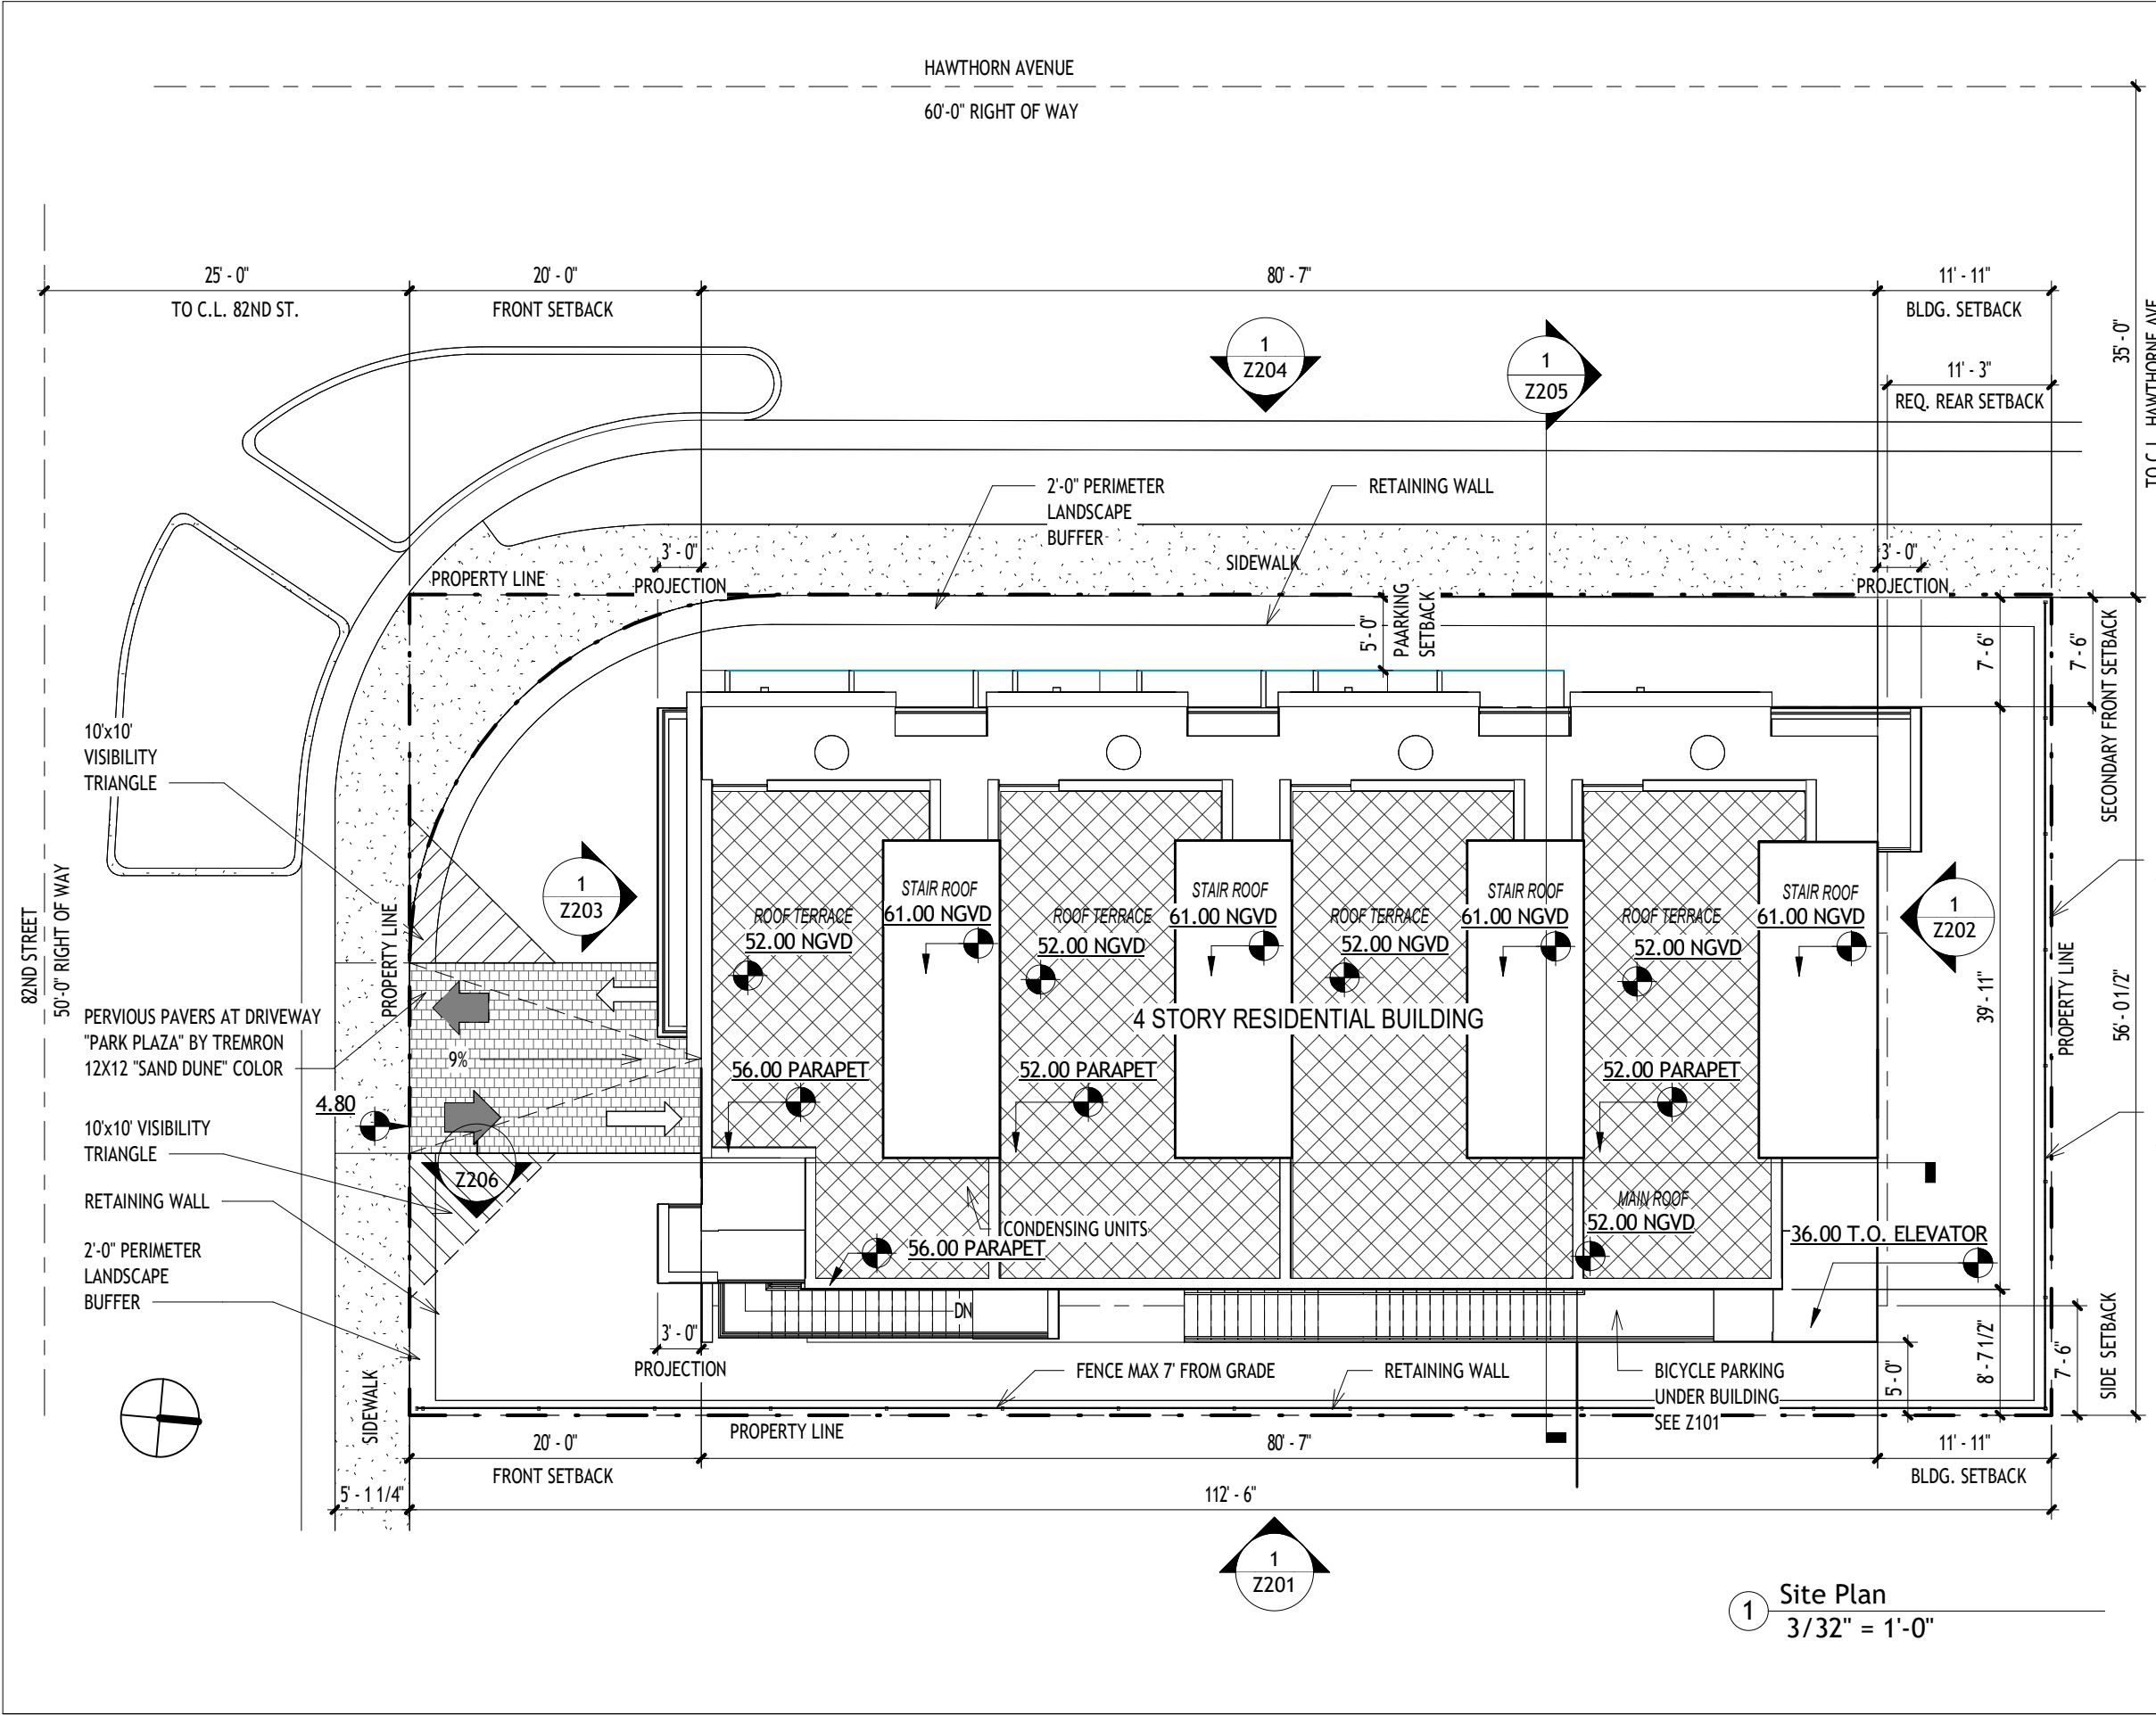 HAWTHORN AVENUE
60'-0" RIGHT OF WAY
25' - 0"
TO C.L. 82ND ST.
20' - 0"
FRONT SETBACK
80' - 7"
11' - 11"
BLDG. SETBACK
35' - 0"
TO C.L. HAWTHORNE AVE
11' - 3"
REQ. REAR SETBACK
1
Z204
1
Z205
2'-0" PERIMETER
LANDSCAPE
BUFFER
RETAINING WALL
SIDEWALK
3' - 0"
PROJECTION
PROPERTY LINE
3' - 0"
PROJECTION
5' - 0"
PAARKING
SETBACK
7' - 6"
7' - 6"
SECONDARY FRONT SETBACK
10'x10'
VISIBILITY
TRIANGLE
1
Z203
82ND STREET
50'-0" RIGHT OF WAY
PROPERTY LINE
STAIR ROOF
61.00 NGVD
STAIR ROOF
61.00 NGVD
STAIR ROOF
61.00 NGVD
STAIR ROOF
61.00 NGVD
ROOF TERRACE
52.00 NGVD
ROOF TERRACE
52.00 NGVD
ROOF TERRACE
52.00 NGVD
ROOF TERRACE
52.00 NGVD
1
Z202
39' - 11"
PROPERTY LINE
56' - 0 1/2"
4 STORY RESIDENTIAL BUILDING
PERVIOUS PAVERS AT DRIVEWAY
"PARK PLAZA" BY TREMRON
12X12 "SAND DUNE" COLOR
9%
56.00 PARAPET
52.00 PARAPET
52.00 PARAPET
4.80
10'x10' VISIBILITY
TRIANGLE
1
Z206
RETAINING WALL
2'-0" PERIMETER
LANDSCAPE
BUFFER
MAIN ROOF
52.00 NGVD
CONDENSING UNITS
56.00 PARAPET
36.00 T.O. ELEVATOR
DN
3' - 0"
PROJECTION
FENCE MAX 7' FROM GRADE
RETAINING WALL
BICYCLE PARKING
UNDER BUILDING
SEE Z101
5' - 0"
8' - 7 1/2"
7' - 6"
SIDE SETBACK
SIDEWALK
PROPERTY LINE
20' - 0"
FRONT SETBACK
80' - 7"
11' - 11"
BLDG. SETBACK
5' - 1 1/4"
112' - 6"
1
Z201
1
Site Plan
3/32" = 1'-0"